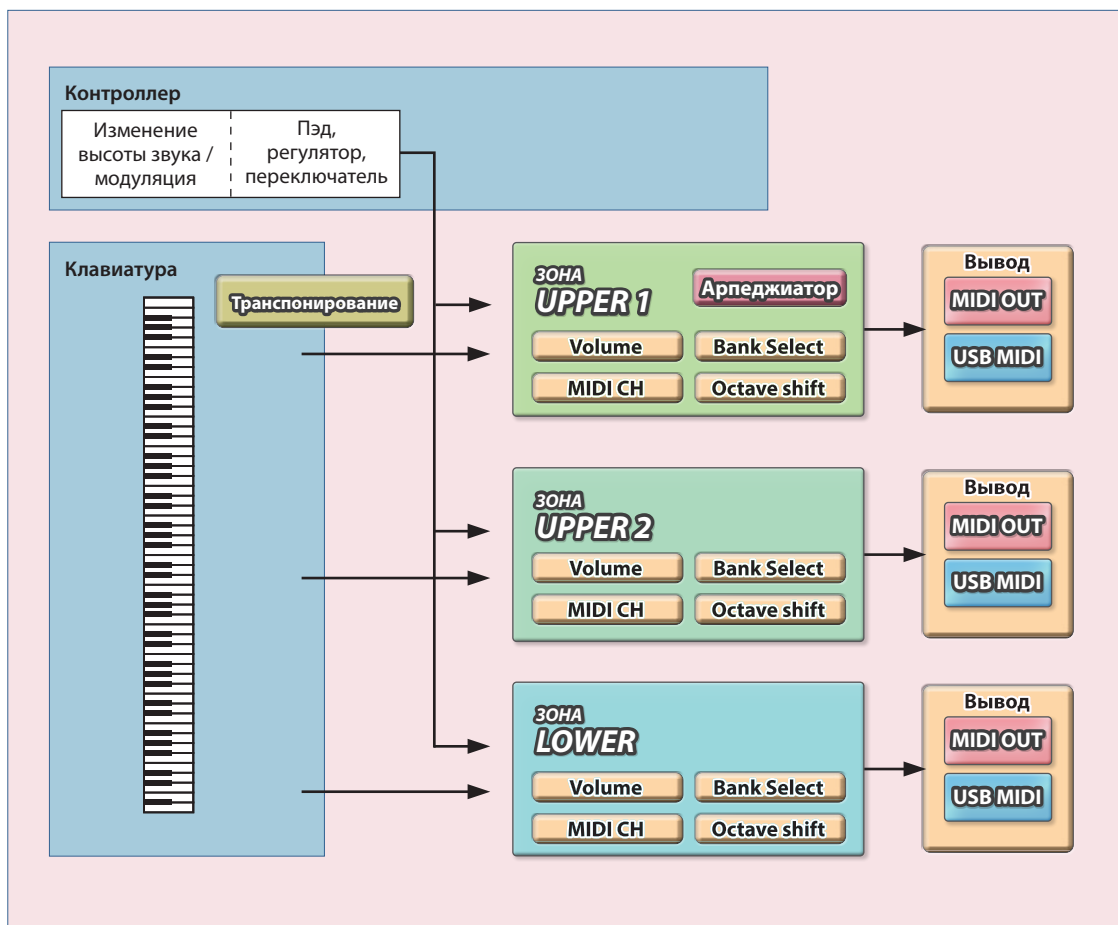 Контроллер
Изменение
высоты звука /
модуляция
Пэд,
регулятор,
переключатель
Клавиатура
Транспонирование
ЗОНА
UPPER 1
Арпеджиатор
Volume
Bank Select
MIDI CH
Octave shift
Вывод
MIDI OUT
USB MIDI
ЗОНА
UPPER 2
Volume
Bank Select
MIDI CH
Octave shift
Вывод
MIDI OUT
USB MIDI
ЗОНА
LOWER
Volume
Bank Select
MIDI CH
Octave shift
Вывод
MIDI OUT
USB MIDI